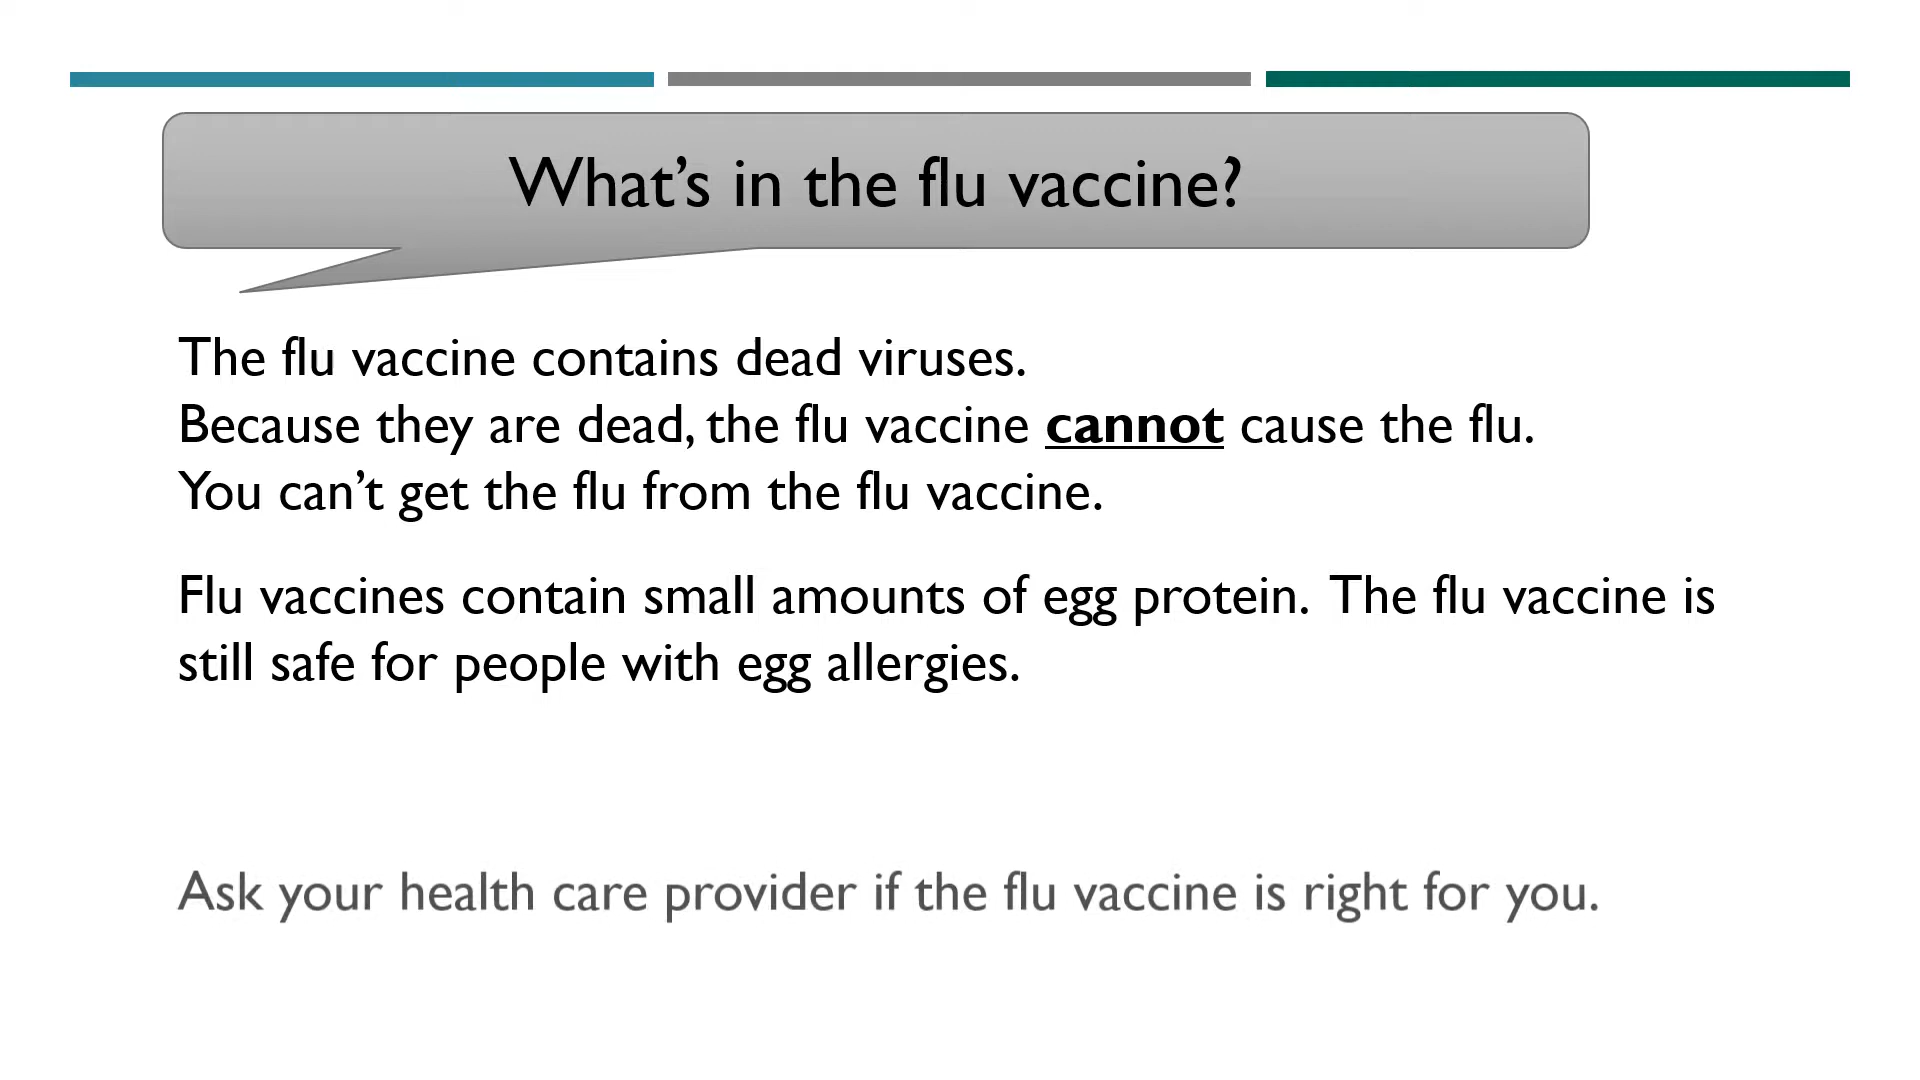 What’s in the flu vaccine?
The flu vaccine contains dead viruses.
Because they are dead, the flu vaccine cannot cause the flu.
You can’t get the flu from the flu vaccine.
Flu vaccines contain small amounts of egg protein. The flu vaccine is
still safe for people with egg allergies.
Ask your health care provider if the flu vaccine is right for you.